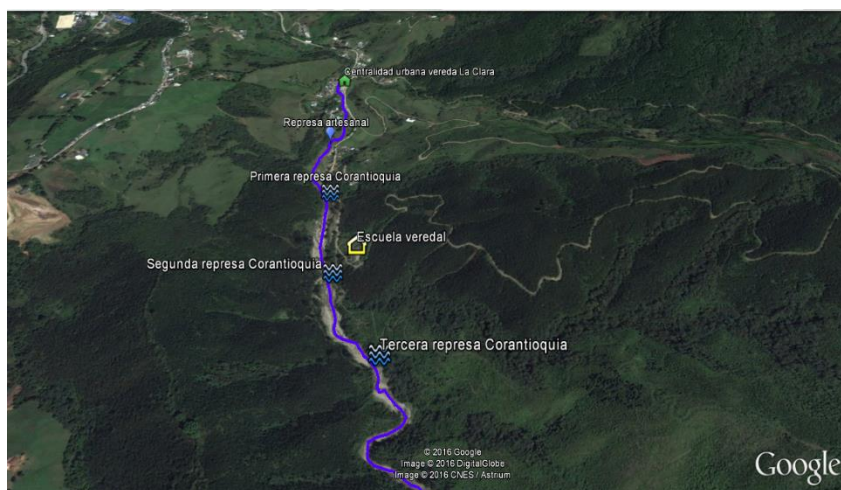 Centralidad urbana vereda La Clara
Represa artesanal
Primera represa Corantioquia
Escuela veredal
Segunda represa Corantioquia
Tercera represa Corantioquia
© 2016 Google
Image © 2016 DigitalGlobe
Image © 2016 CNES / Astrium
Google